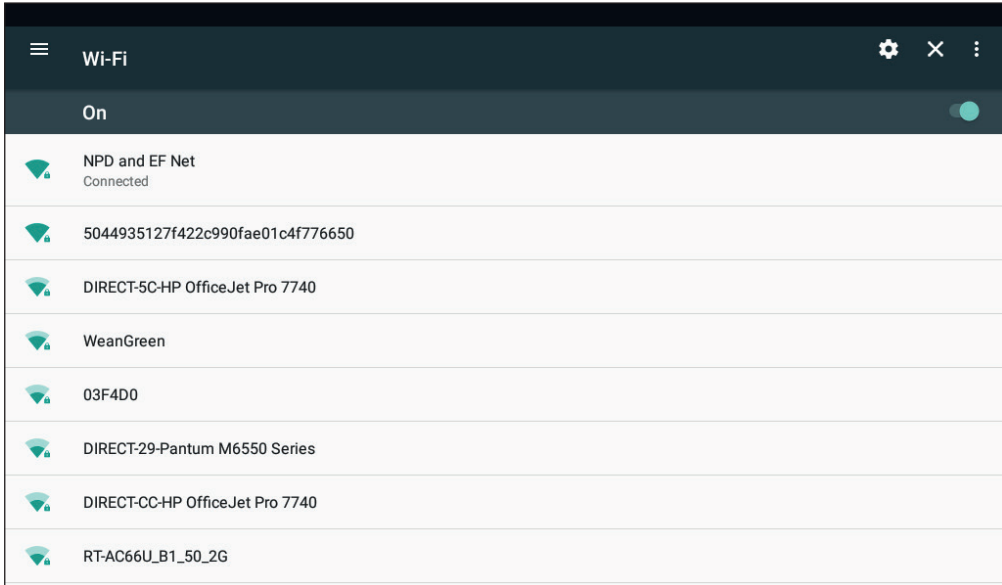 Wi-Fi
On
NPD and EF Net
Connected
5044935127f422c990fae01c4f776650
DIRECT-5C-HP OfficeJet Pro 7740
WeanGreen
03F4D0
DIRECT-29-Pantum M6550 Series
DIRECT-CC-HP OfficeJet Pro 7740
RT-AC66U_B1_50_2G